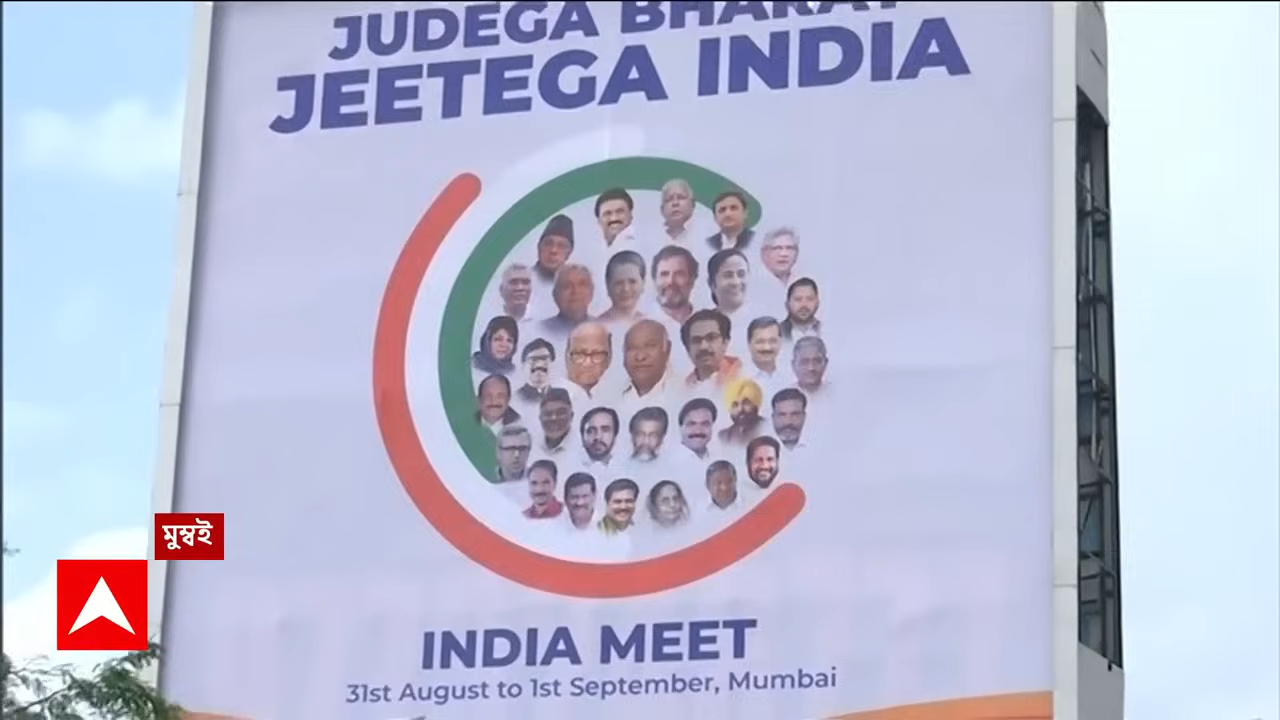 JUDEGA BHARAT
JEETEGA INDIA
INDIA MEET
31st August to 1st September, Mumbai
মুম্বই